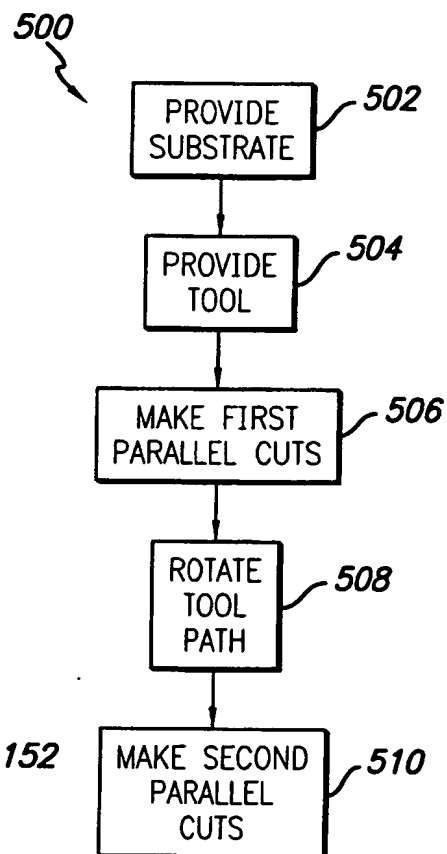 500
PROVIDE
SUBSTRATE
502
PROVIDE
TOOL
504
MAKE FIRST
PARALLEL CUTS
506
ROTATE
TOOL
PATH
508
152
MAKE SECOND
PARALLEL
CUTS
510